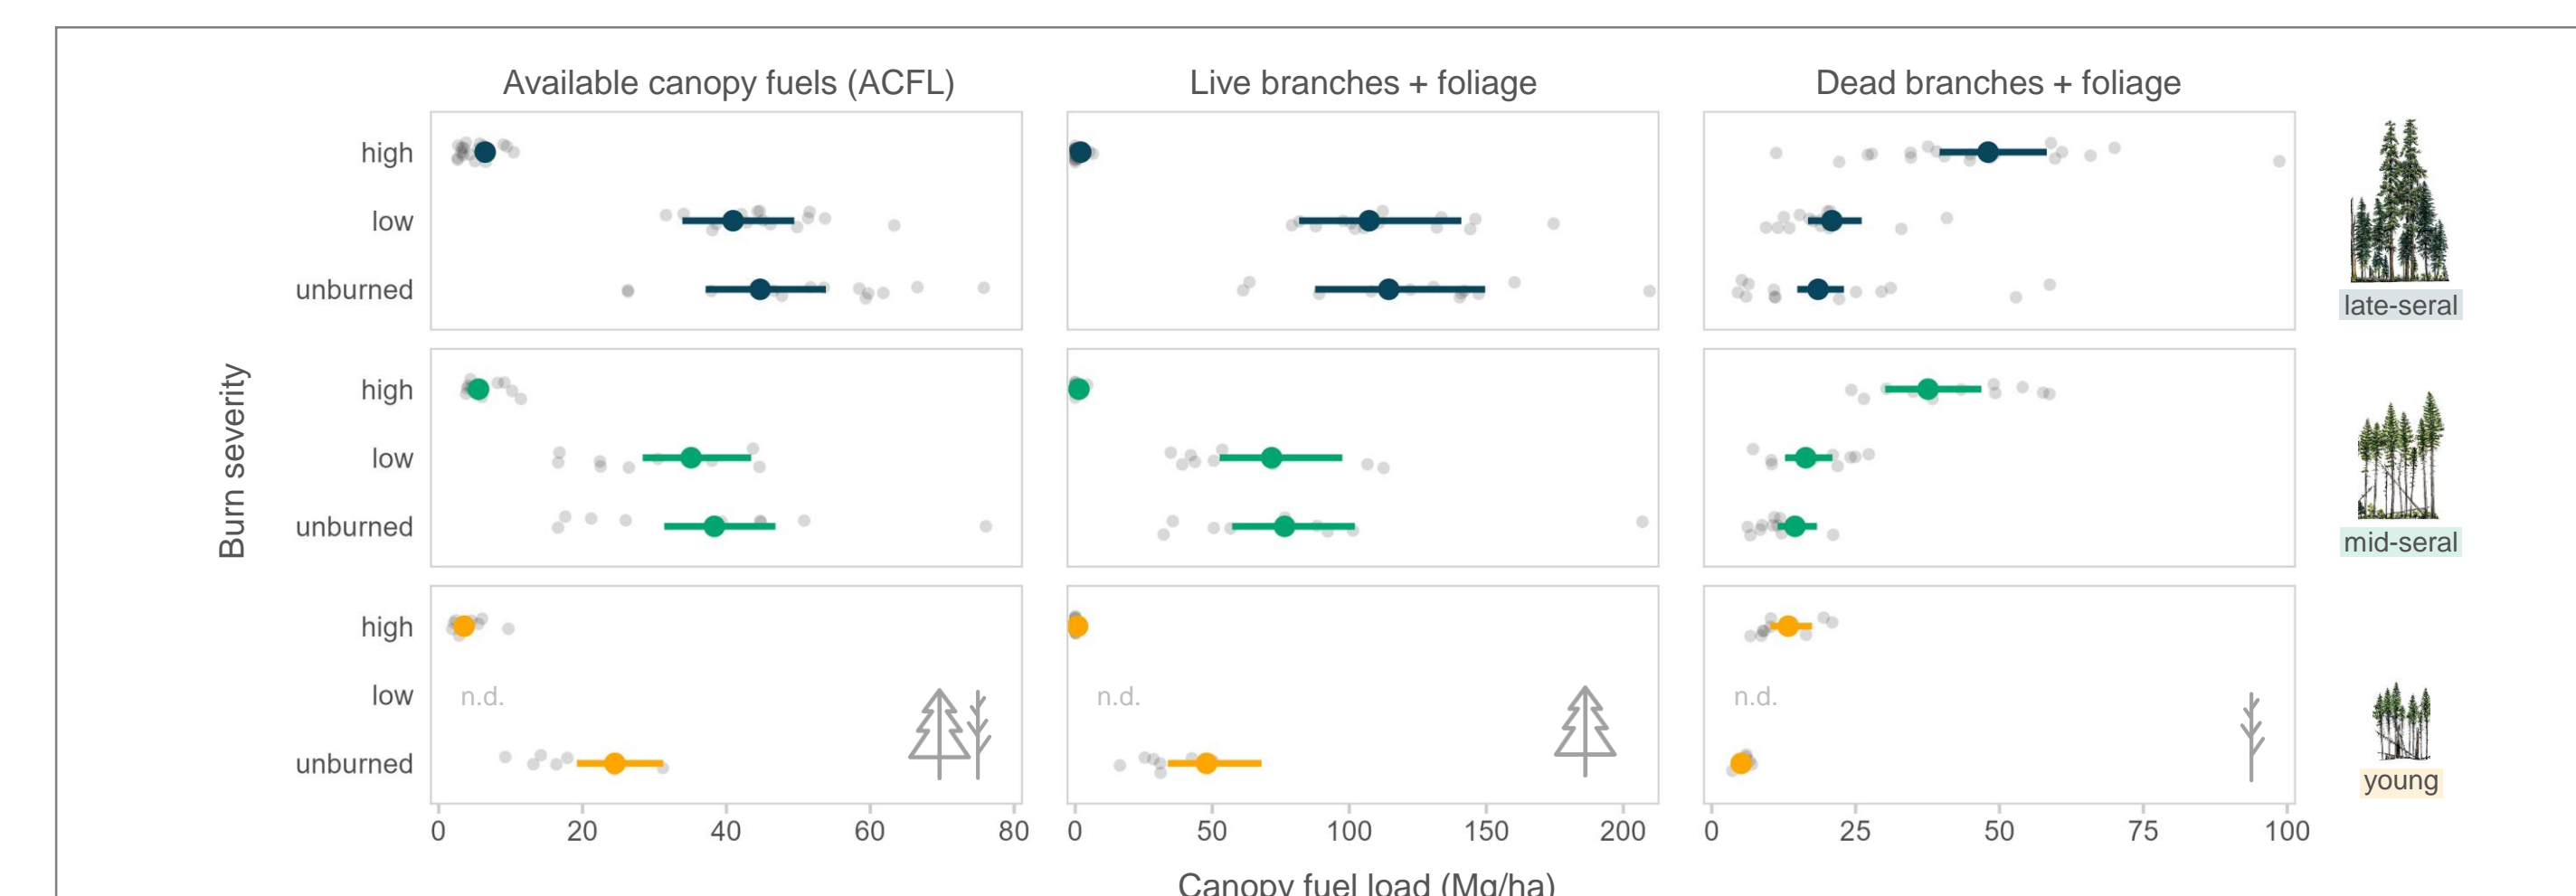 Available canopy fuels (ACFL)
Live branches + foliage
Dead branches + foliage
Burn severity
high
low
unburned
late-seral
high
low
unburned
mid-seral
high
low
n.d.
n.d.
n.d.
unburned
young
0 20 40 60 80
0 50 100 150 200
0 25 50 75 100
Canopy fuel load (Mg/ha)